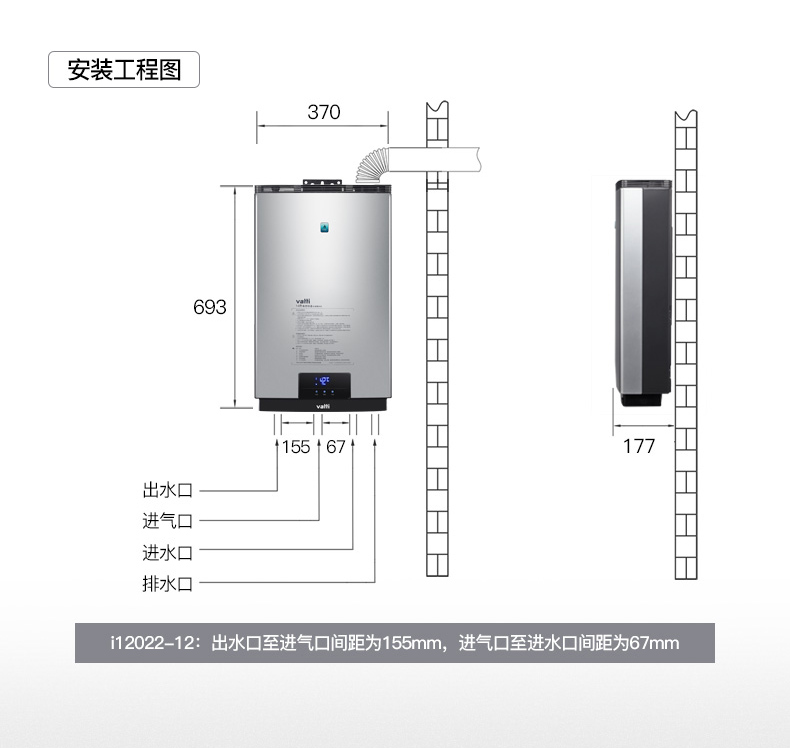 安装工程图
370
693
vatti
vatti
155
67
177
出水口
进气口
进水口
排水口
i12022-12：出水口至进气口间距为155mm，进气口至进水口间距为67mm